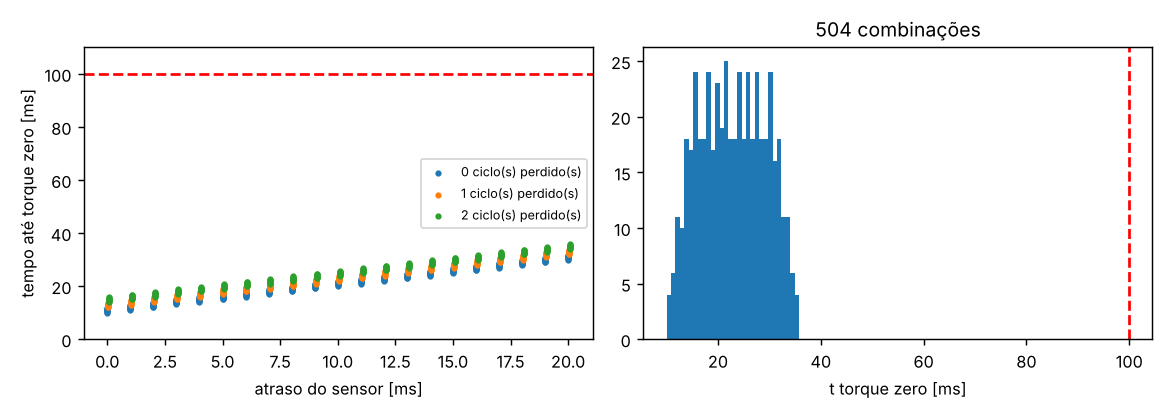 tempo até torque zero [ms]
100
80
60
40
20
0
0 ciclo(s) perdido(s)
1 ciclo(s) perdido(s)
2 ciclo(s) perdido(s)
0.0 2.5 5.0 7.5 10.0 12.5 15.0 17.5 20.0
atraso do sensor [ms]
504 combinações
25
20
15
10
5
0
20 40 60 80 100
t torque zero [ms]